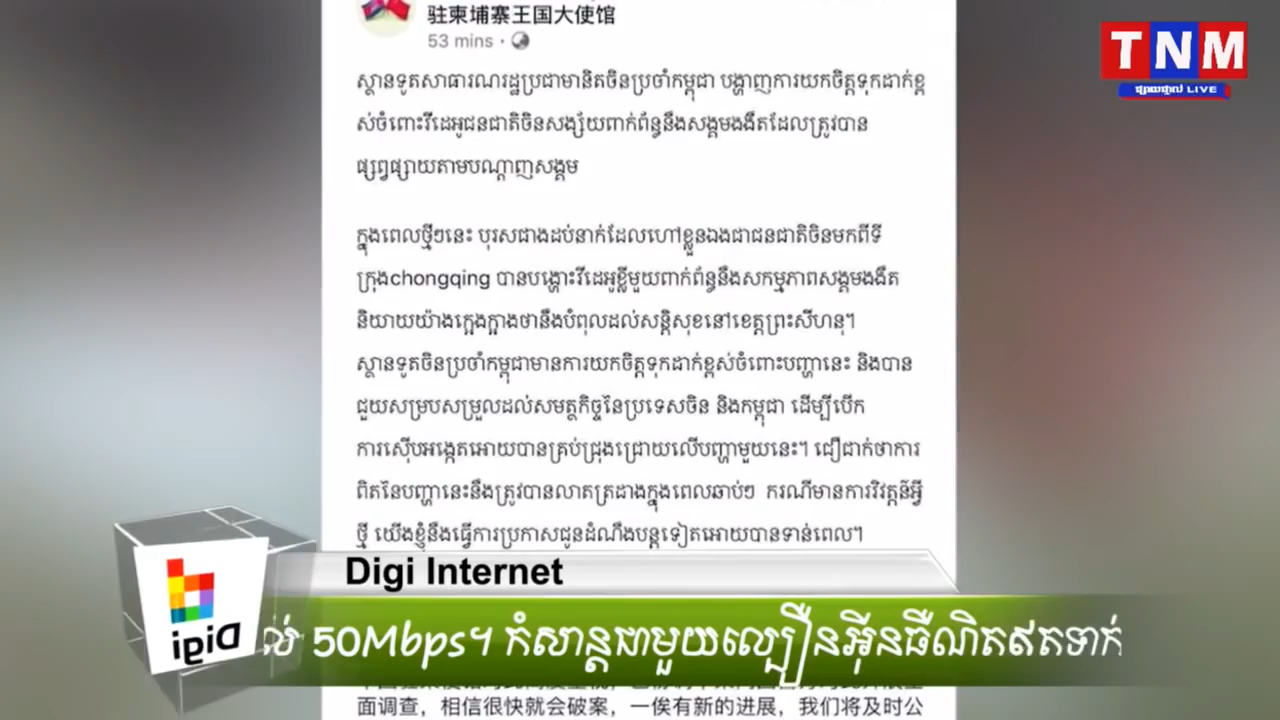 驻柬埔寨王国大使馆
53 mins ·
TNM
ផ្សាយផ្ទាល់ LIVE
ស្ថានទូតសាធារណរដ្ឋប្រជាមានិតចិនប្រចាំកម្ពុជា បង្ហាញការយកចិត្តទុកដាក់ខ្ព
ស់ចំពោះវីដេអូជនជាតិចិនសង្ស័យពាក់ព័ន្ធនឹងសង្គមងងឹតដែលត្រូវបាន
ផ្សព្វផ្សាយតាមបណ្តាញសង្គម
ក្នុងពេលថ្មីៗនេះ បុរសជាងដប់នាក់ដែលហៅខ្លួនឯងជាជនជាតិចិនមកពីទី
ក្រុងchongqing បានបង្ហោះវីដេអូខ្លីមួយពាក់ព័ន្ធនឹងសកម្មភាពសង្គមងងឹត
និយាយយ៉ាងក្អេងក្អាងថានឹងបំពុលដល់សន្តិសុខនៅខេត្តព្រះសីហនុ។
ស្ថានទូតចិនប្រចាំកម្ពុជាមានការយកចិត្តទុកដាក់ខ្ពស់ចំពោះបញ្ហានេះ និងបាន
ជួយសម្របសម្រួលដល់សមត្ថកិច្ចនៃប្រទេសចិន និងកម្ពុជា ដើម្បីបើក
ការស៊ើបអង្កេតអោយបានគ្រប់ជ្រុងជ្រោយលើបញ្ហាមួយនេះ។ ជឿជាក់ថាការ
ពិតនៃបញ្ហានេះនឹងត្រូវបានលាតត្រដាងក្នុងពេលឆាប់ៗ ករណីមានការវិវត្តន៍អ្វី
ថ្មី យើងខ្ញុំនឹងធ្វើការប្រកាសជូនដំណឹងបន្តទៀតអោយបានទាន់ពេល។
Digi Internet
Digi
50Mbps។ កំសាន្តជាមួយល្បឿនអ៊ីនធឺណិតឥតទាក់
面调查，相信很快就会破案，一俟有新的进展，我们将及时公